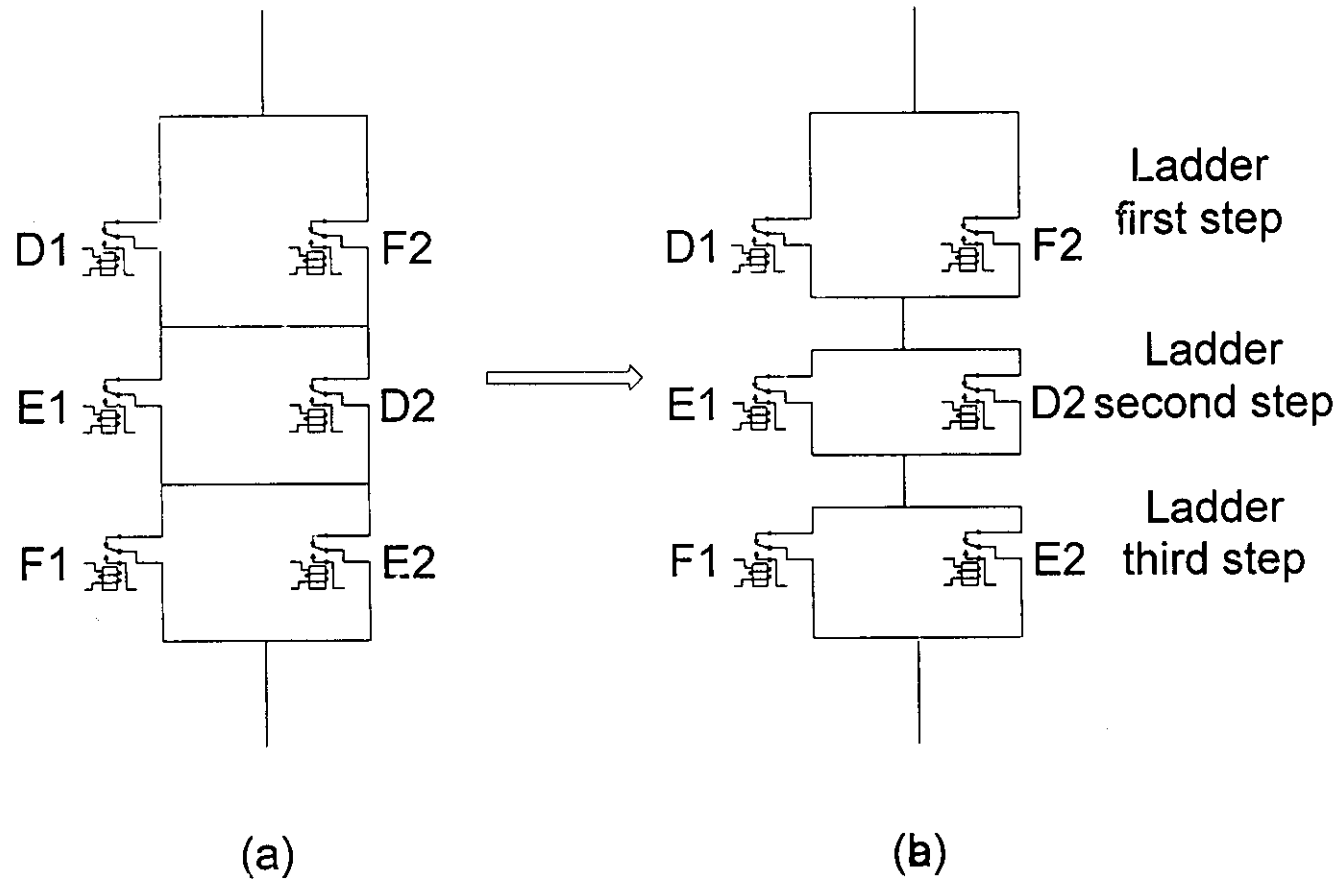 Ladder
first step
D1
F2
D1
F2
Ladder
second step
E1
D2
E1
D2
Ladder
third step
F1
E2
F1
E2
(a)
(b)